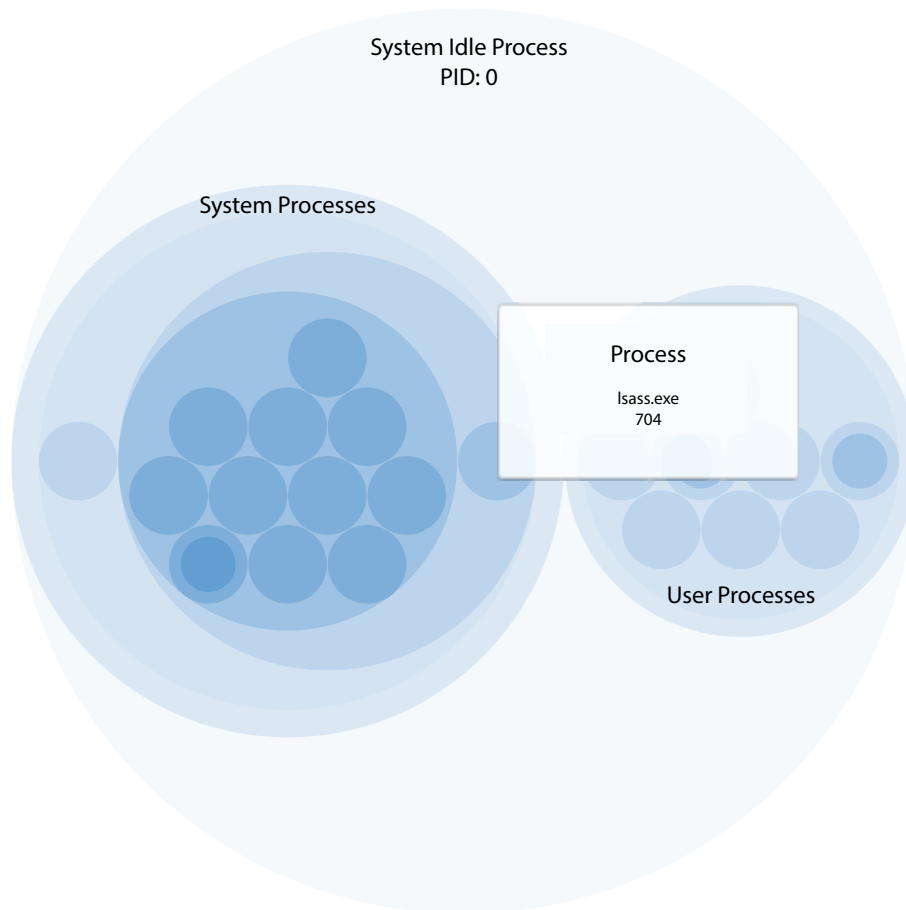 System Idle Process
PID: 0
System Processes
Process
lsass.exe
704
User Processes